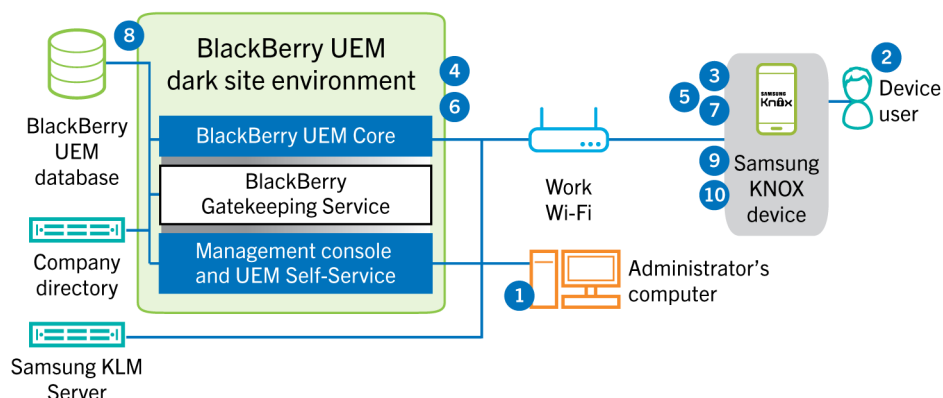 8
BlackBerry UEM
dark site environment
4
6
BlackBerry UEM Core
BlackBerry
Gatekeeping Service
Management console
and UEM Self-Service
BlackBerry
UEM
database
Company
directory
Samsung KLM
Server
Work
Wi-Fi
1
Administrator's
computer
3
5
7
SAMSUNG
Knox
9
10
Samsung
KNOX
device
2
Device
user